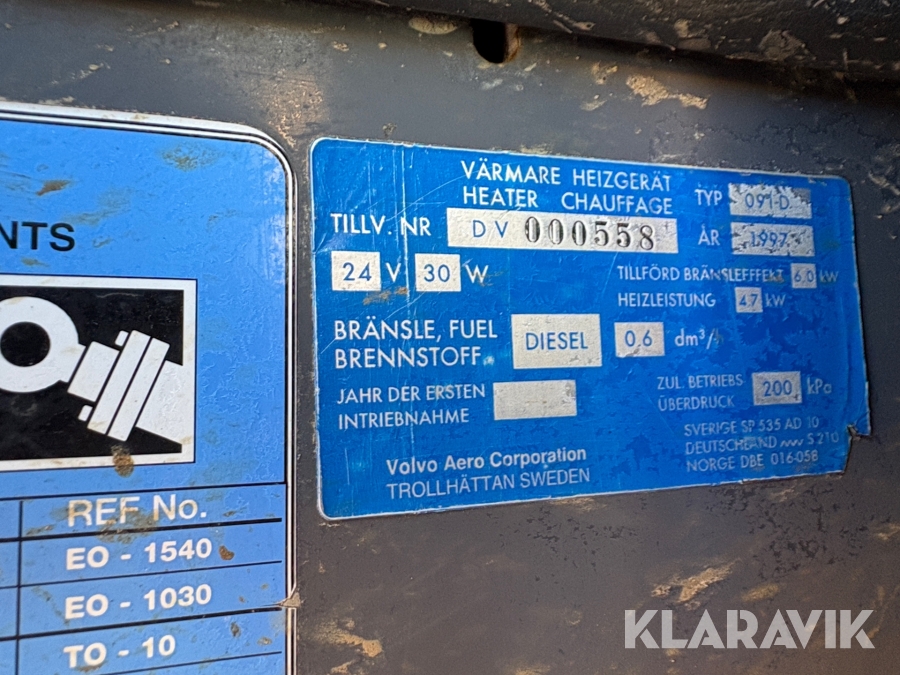 NTS
REF No.
EO - 1540
EO - 1030
TO - 10
VÄRMARE HEIZGERÄT
HEATER CHAUFFAGE
TYP 091-D
TILLV. NR DV 000558
ÅR 1997
24 V 30 W
TILLFÖRD BRÄNSLEEFFEKT 6,0 kW
HEIZLEISTUNG 4,7 kW
BRÄNSLE, FUEL
BRENNSTOFF
DIESEL 0,6 dm³/h
JAHR DER ERSTEN
INTRIEBNAHME
ZUL. BETRIEBS
ÜBERDRUCK 200 kPa
Volvo Aero Corporation
TROLLHÄTTAN SWEDEN
SVERIGE SP 535 AD 10
DEUTSCHLAND S 210
NORGE DBE 016-058
KLARAVIK